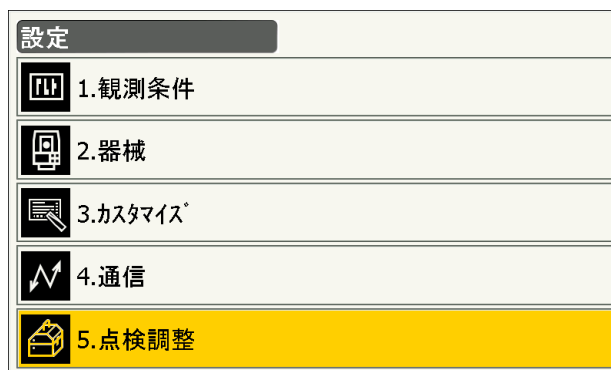 設定
1.観測条件
2.器械
3.ｶｽﾀﾏｲｽﾞ
4.通信
5.点検調整